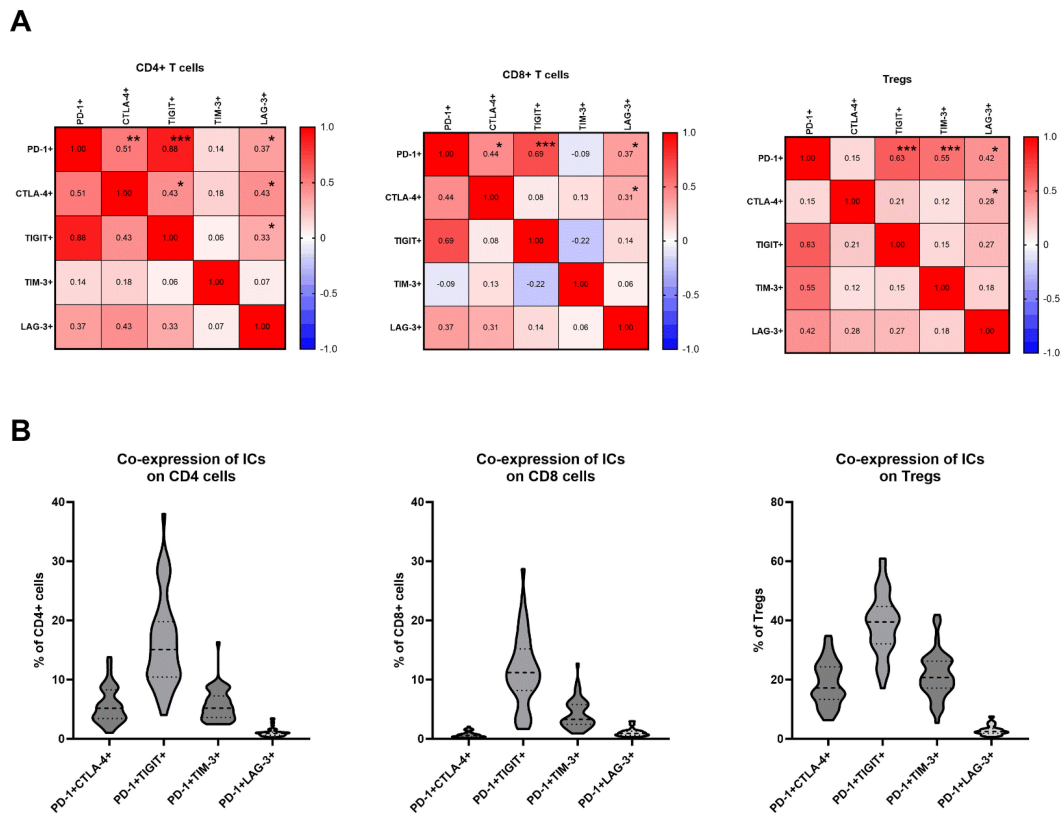 A
CD4+ T cells
PD-1+ CTLA-4+ TIGIT+ TIM-3+ LAG-3+
PD-1+ 1.00 0.51 ** 0.88 *** 0.14 0.37 *
CTLA-4+ 0.51 1.00 0.43 * 0.18 0.43 *
TIGIT+ 0.88 0.43 1.00 0.06 0.33 *
TIM-3+ 0.14 0.18 0.06 1.00 0.07
LAG-3+ 0.37 0.43 0.33 0.07 1.00
1.0
0.5
0
-0.5
-1.0
CD8+ T cells
PD-1+ CTLA-4+ TIGIT+ TIM-3+ LAG-3+
PD-1+ 1.00 0.44 * 0.69 *** -0.09 0.37 *
CTLA-4+ 0.44 1.00 0.08 0.13 0.31 *
TIGIT+ 0.69 0.08 1.00 -0.22 0.14
TIM-3+ -0.09 0.13 -0.22 1.00 0.06
LAG-3+ 0.37 0.31 0.14 0.06 1.00
1.0
0.5
0
-0.5
-1.0
Tregs
PD-1+ CTLA-4+ TIGIT+ TIM-3+ LAG-3+
PD-1+ 1.00 0.15 0.63 *** 0.55 *** 0.42 *
CTLA-4+ 0.15 1.00 0.21 0.12 0.28 *
TIGIT+ 0.63 0.21 1.00 0.15 0.27
TIM-3+ 0.55 0.12 0.15 1.00 0.18
LAG-3+ 0.42 0.28 0.27 0.18 1.00
1.0
0.5
0
-0.5
-1.0
B
Co-expression of ICs
on CD4 cells
% of CD4+ cells
40
30
20
10
0
PD-1+CTLA-4+ PD-1+TIGIT+ PD-1+TIM-3+ PD-1+LAG-3+
Co-expression of ICs
on CD8 cells
% of CD8+ cells
40
30
20
10
0
PD-1+CTLA-4+ PD-1+TIGIT+ PD-1+TIM-3+ PD-1+LAG-3+
Co-expression of ICs
on Tregs
% of Tregs
80
60
40
20
0
PD-1+CTLA-4+ PD-1+TIGIT+ PD-1+TIM-3+ PD-1+LAG-3+